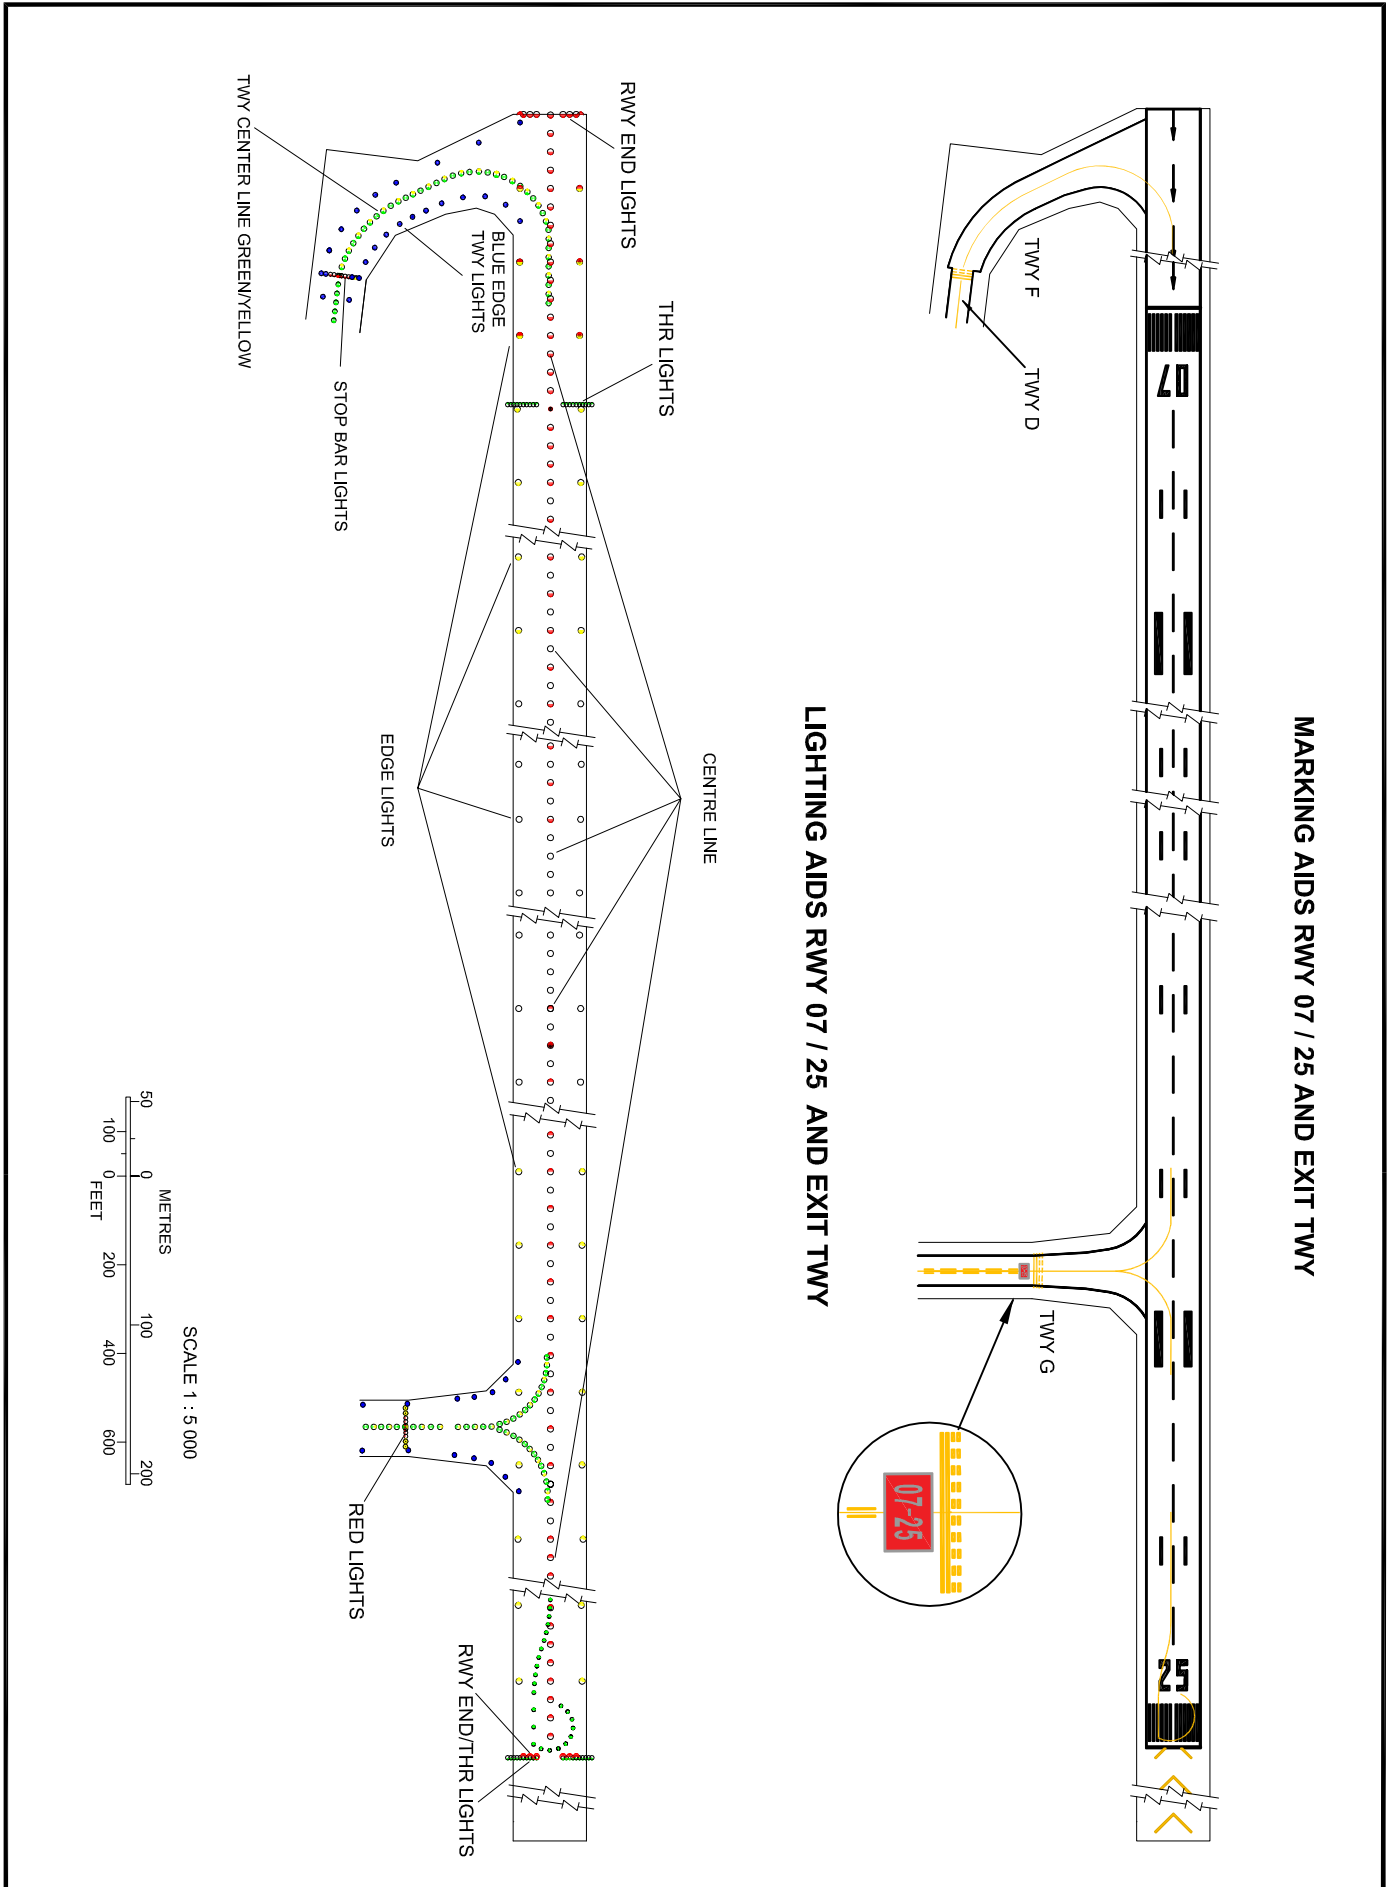 MARKING AIDS RWY 07 / 25 AND EXIT TWY
07
25
TWY F
TWY D
TWY G
07-25
LIGHTING AIDS RWY 07 / 25 AND EXIT TWY
RWY END LIGHTS
THR LIGHTS
CENTRE LINE
BLUE EDGE
TWY LIGHTS
TWY CENTER LINE GREEN/YELLOW
STOP BAR LIGHTS
EDGE LIGHTS
RED LIGHTS
RWY END/THR LIGHTS
SCALE 1 : 5 000
METRES
50 0 100 200
100 0 200 400 600
FEET